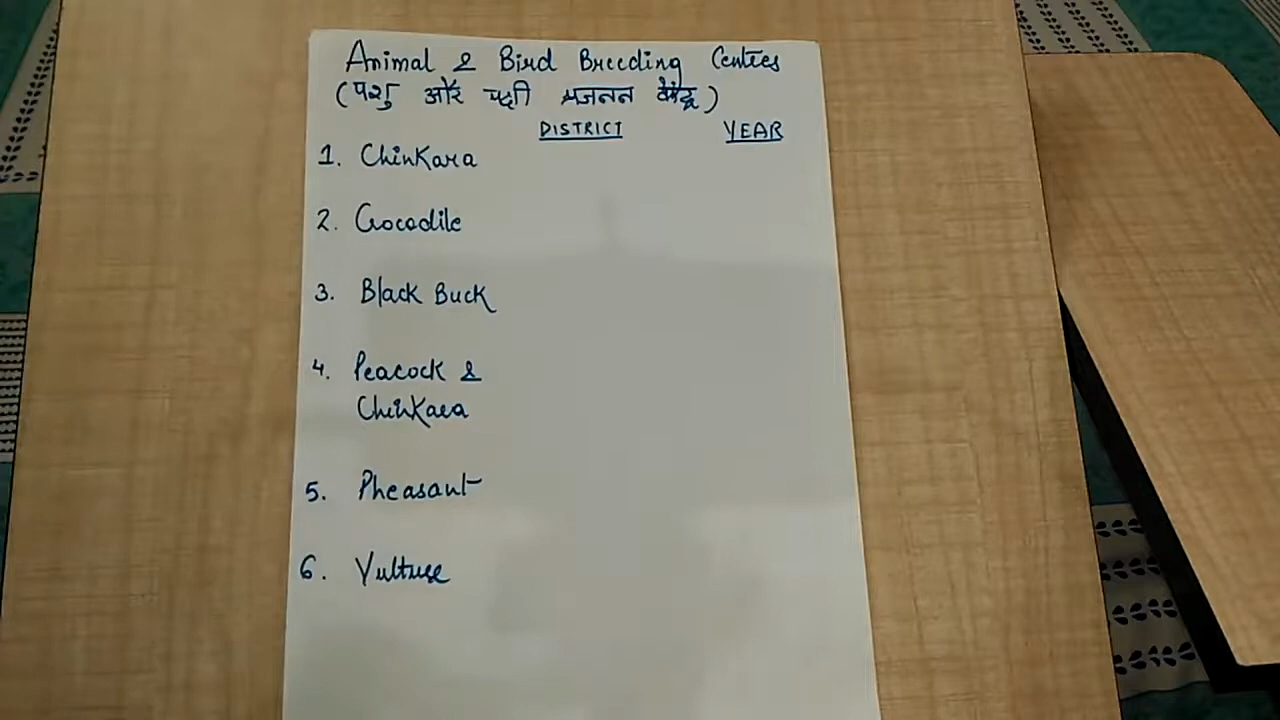 Animal & Bird Breeding Centres
(पशु और पक्षी प्रजनन केंद्र)
DISTRICT YEAR
1. Chinkara
2. Crocodile
3. Black Buck
4. Peacock &
Chinkara
5. Pheasant
6. Vulture